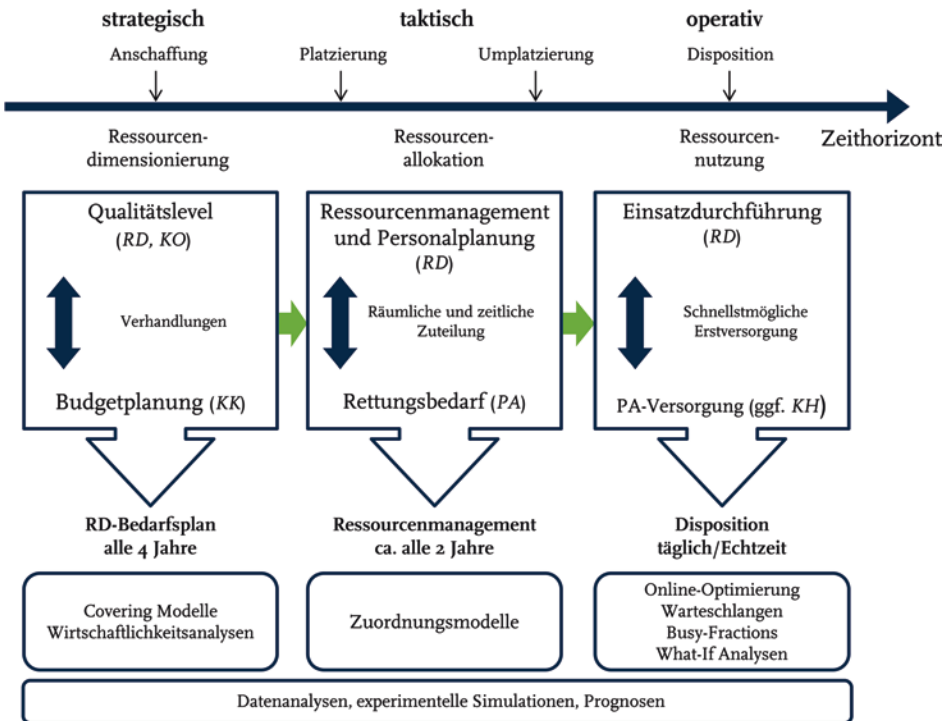 strategisch
taktisch
operativ
Anschaffung
Platzierung
Umplatzierung
Disposition
Zeithorizont
Ressourcen-
dimensionierung
Ressourcen-
allokation
Ressourcen-
nutzung
Qualitätslevel
(RD, KO)
Verhandlungen
Budgetplanung (KK)
Ressourcenmanagement
und Personalplanung
(RD)
Räumliche und zeitliche
Zuteilung
Rettungsbedarf (PA)
Einsatzdurchführung
(RD)
Schnellstmögliche
Erstversorgung
PA-Versorgung (ggf. KH)
RD-Bedarfsplan
alle 4 Jahre
Ressourcenmanagement
ca. alle 2 Jahre
Disposition
täglich/Echtzeit
Covering Modelle
Wirtschaftlichkeitsanalysen
Zuordnungsmodelle
Online-Optimierung
Warteschlangen
Busy-Fractions
What-If Analysen
Datenanalysen, experimentelle Simulationen, Prognosen